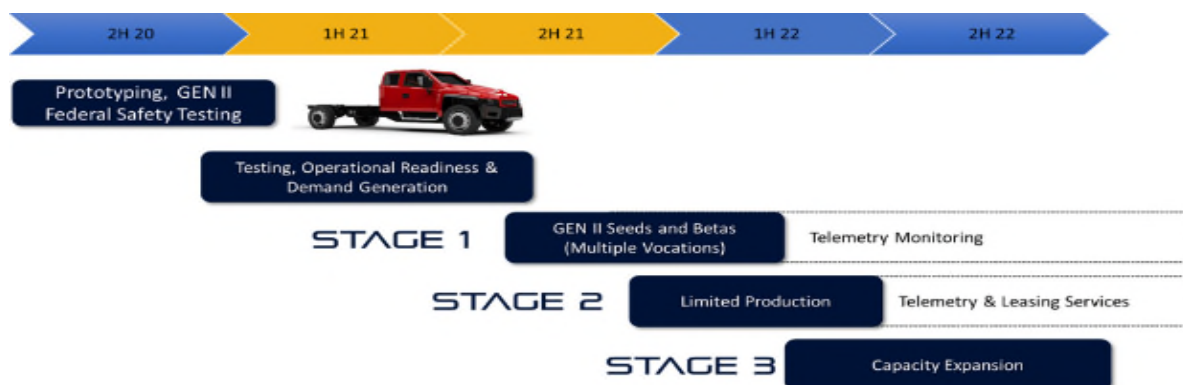 2H 20
1H 21
2H 21
1H 22
2H 22
Prototyping, GEN II
Federal Safety Testing
Testing, Operational Readiness &
Demand Generation
STAGE 1
GEN II Seeds and Betas
(Multiple Vocations)
Telemetry Monitoring
STAGE 2
Limited Production
Telemetry & Leasing Services
STAGE 3
Capacity Expansion